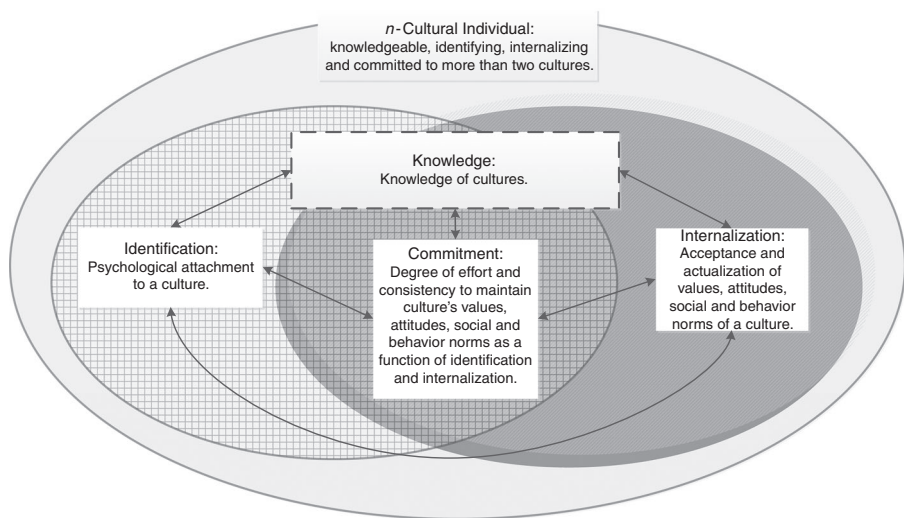 n-Cultural Individual:
knowledgeable, identifying, internalizing
and committed to more than two cultures.
Knowledge:
Knowledge of cultures.
Identification:
Psychological attachment
to a culture.
Commitment:
Degree of effort and
consistency to maintain
culture’s values,
attitudes, social and
behavior norms as a
function of identification
and internalization.
Internalization:
Acceptance and
actualization of
values, attitudes,
social and behavior
norms of a culture.